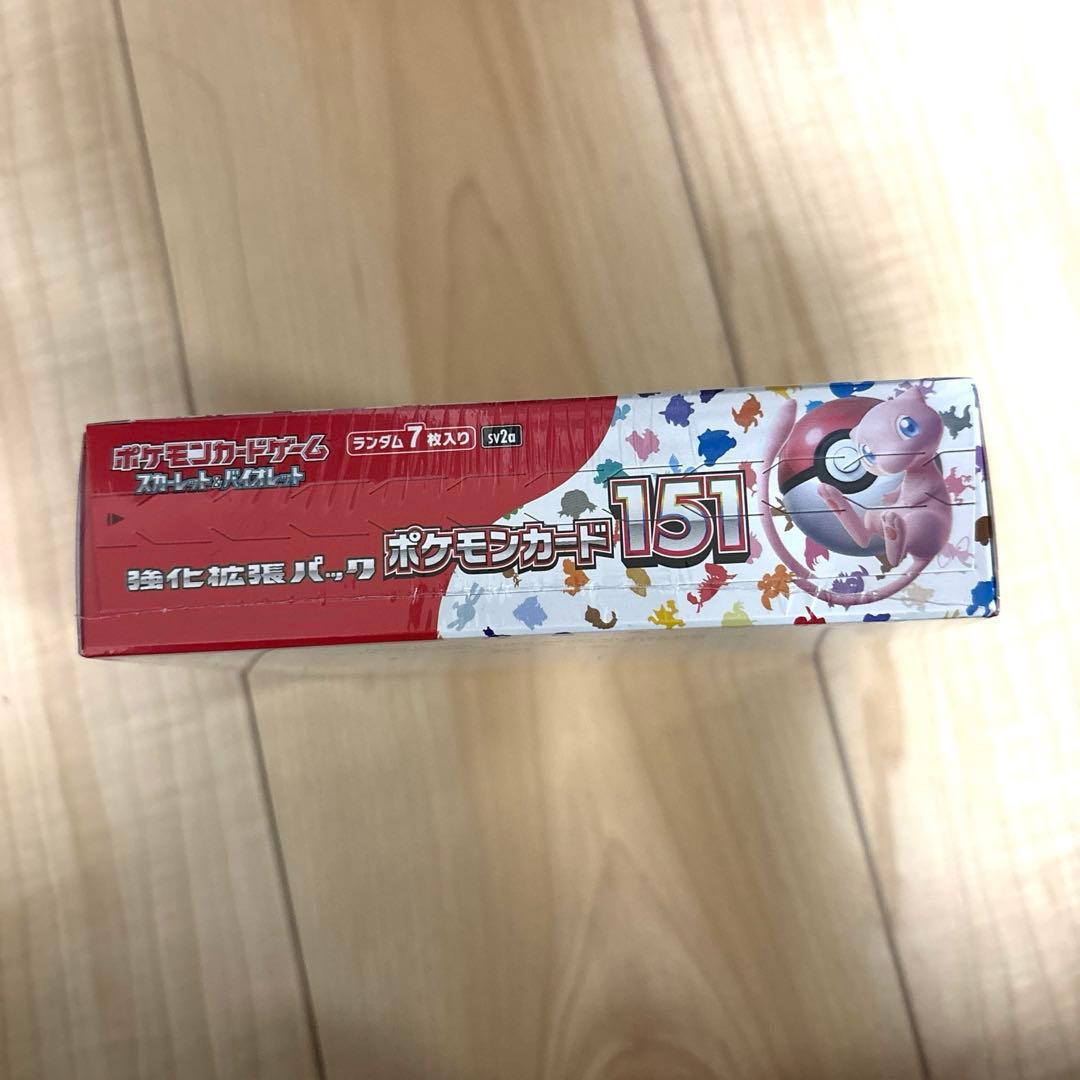 ポケモンカードゲーム
スカーレット&バイオレット
ランダム7枚入り
sv2a
強化拡張パック
ポケモンカード151